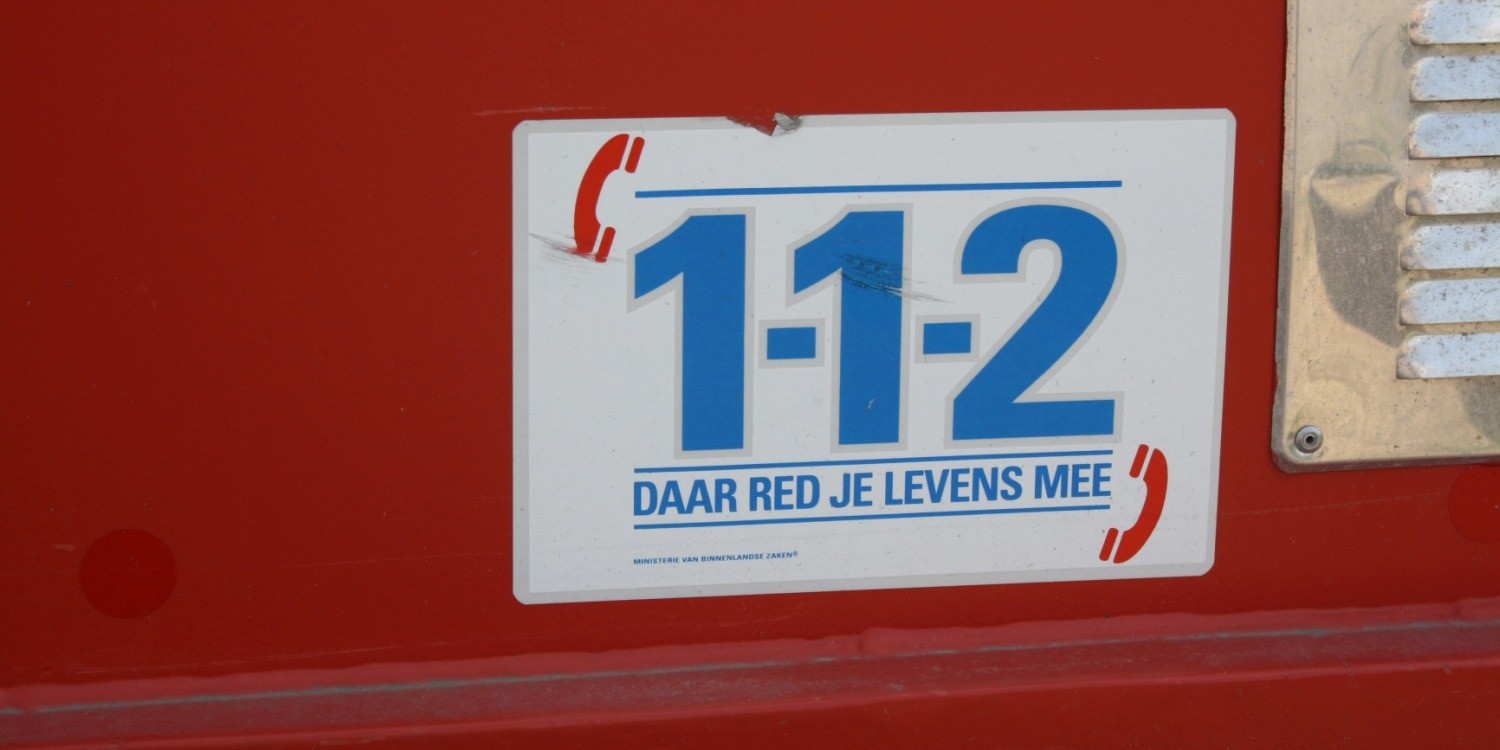 1-1-2
DAAR RED JE LEVENS MEE
MINISTERIE VAN BINNENLANDSE ZAKEN®